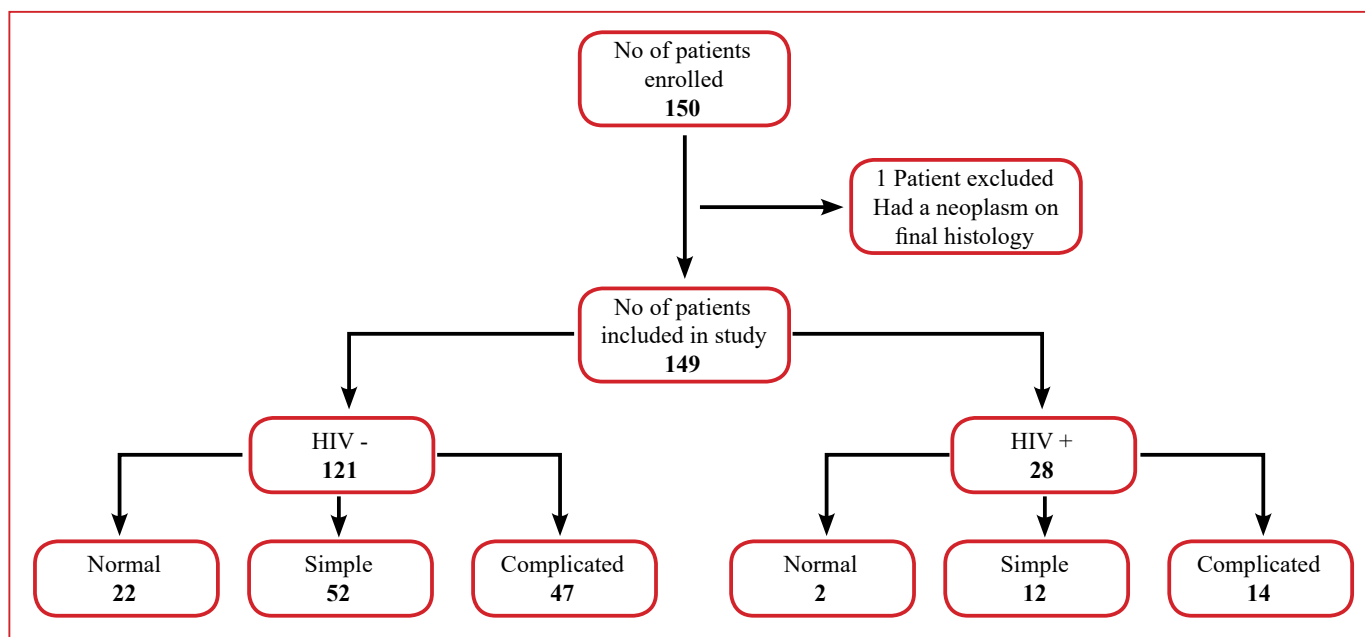 No of patients
enrolled
150
1 Patient excluded
Had a neoplasm on
final histology
No of patients
included in study
149
HIV -
121
HIV +
28
Normal
22
Simple
52
Complicated
47
Normal
2
Simple
12
Complicated
14